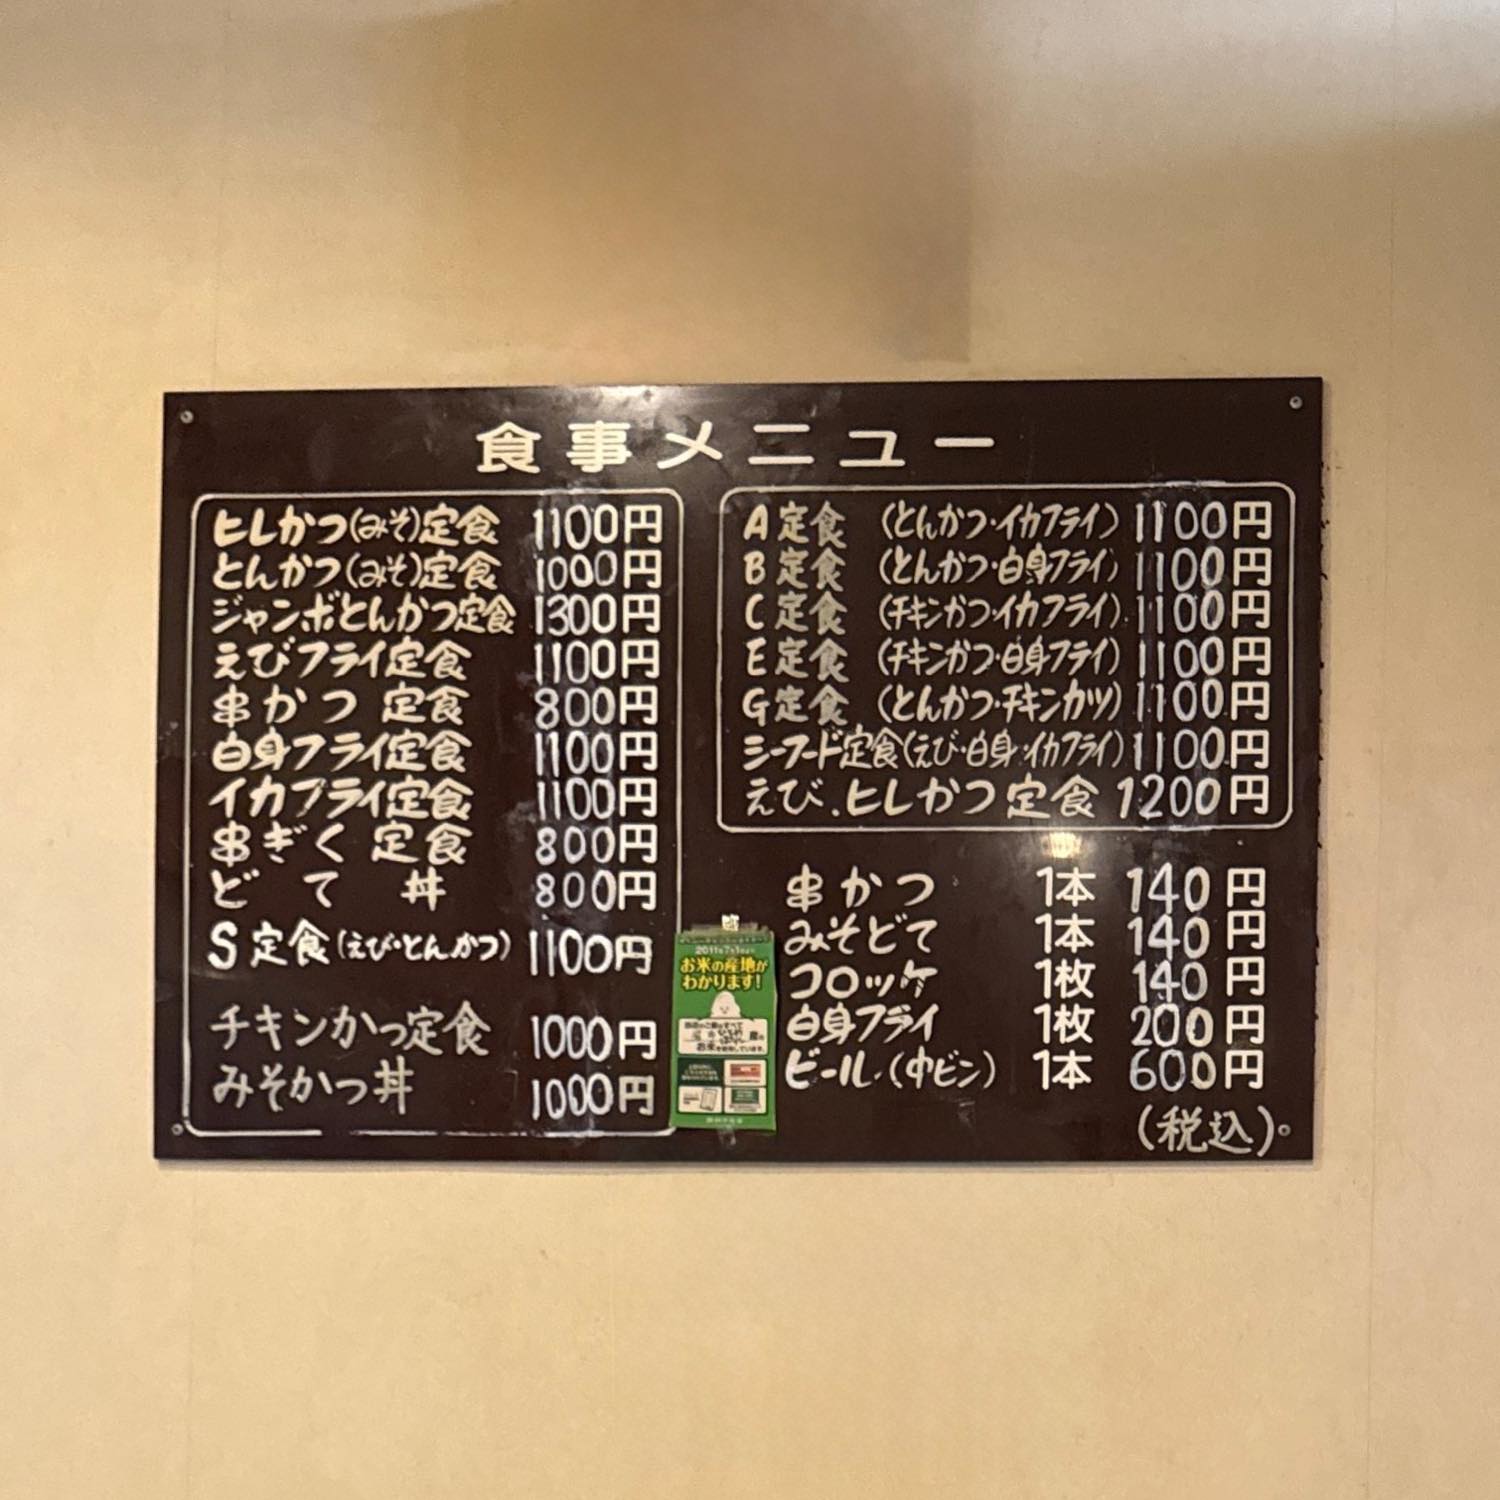 食事メニュー
ヒレかつ(みそ)定食 1100円
とんかつ(みそ)定食 1000円
ジャンボとんかつ定食 1300円
えびフライ定食 1100円
串かつ定食 800円
白身フライ定食 1100円
イカフライ定食 1100円
串ぎく定食 800円
どて丼 800円
S定食(えび・とんかつ) 1100円
チキンかつ定食 1000円
みそかつ丼 1000円
A定食 (とんかつ・イカフライ) 1100円
B定食 (とんかつ・白身フライ) 1100円
C定食 (チキンかつ・イカフライ) 1100円
E定食 (チキンかつ・白身フライ) 1100円
G定食 (とんかつ・チキンカツ) 1100円
シーフード定食(えび・白身・イカフライ) 1100円
えび.ヒレかつ定食 1200円
串かつ 1本 140円
みそどて 1本 140円
コロッケ 1枚 140円
白身フライ 1枚 200円
ビール(中ビン) 1本 600円
(税込)
お米の産地が
わかります!